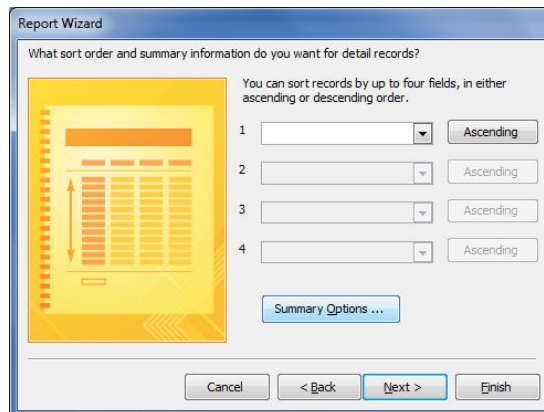 Report Wizard
What sort order and summary information do you want for detail records?
You can sort records by up to four fields, in either
ascending or descending order.
1 Ascending
2 Ascending
3 Ascending
4 Ascending
Summary Options ...
Cancel < Back Next > Finish